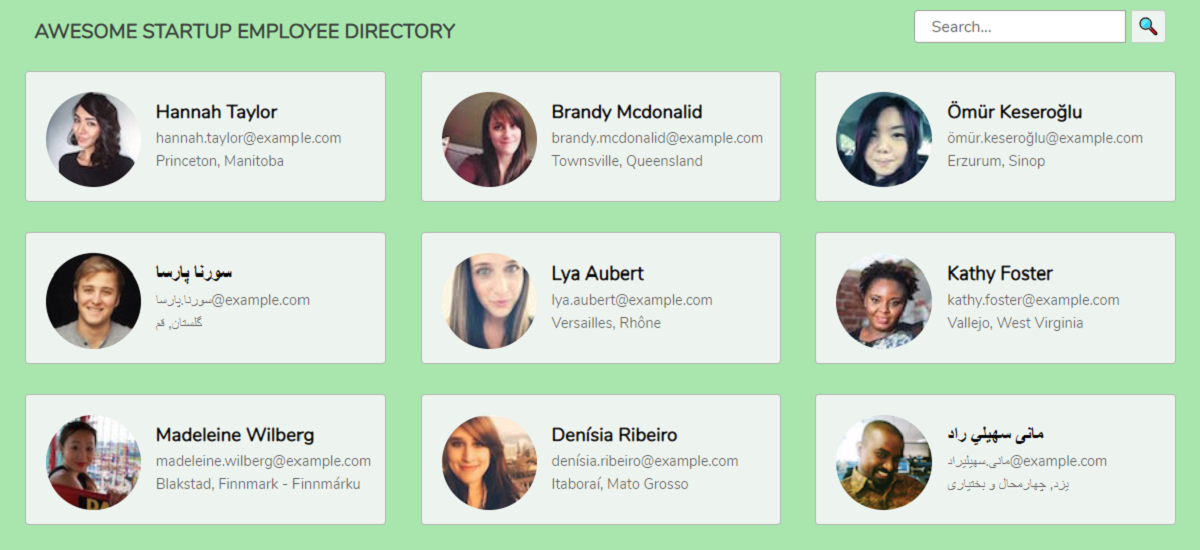 AWESOME STARTUP EMPLOYEE DIRECTORY
Search...
Hannah Taylor
hannah.taylor@example.com
Princeton, Manitoba
Brandy Mcdonalid
brandy.mcdonalid@example.com
Townsville, Queensland
Ömür Keseroğlu
ömür.keseroğlu@example.com
Erzurum, Sinop
سورنا پارسا
سورنا.پارسا@example.com
گلستان, قم
Lya Aubert
lya.aubert@example.com
Versailles, Rhône
Kathy Foster
kathy.foster@example.com
Vallejo, West Virginia
Madeleine Wilberg
madeleine.wilberg@example.com
Blakstad, Finnmark - Finnmárku
Denísia Ribeiro
denísia.ribeiro@example.com
Itaboraí, Mato Grosso
مانی سهيلي راد
مانی.سهيليراد@example.com
یزد, چهارمحال و بختیاری